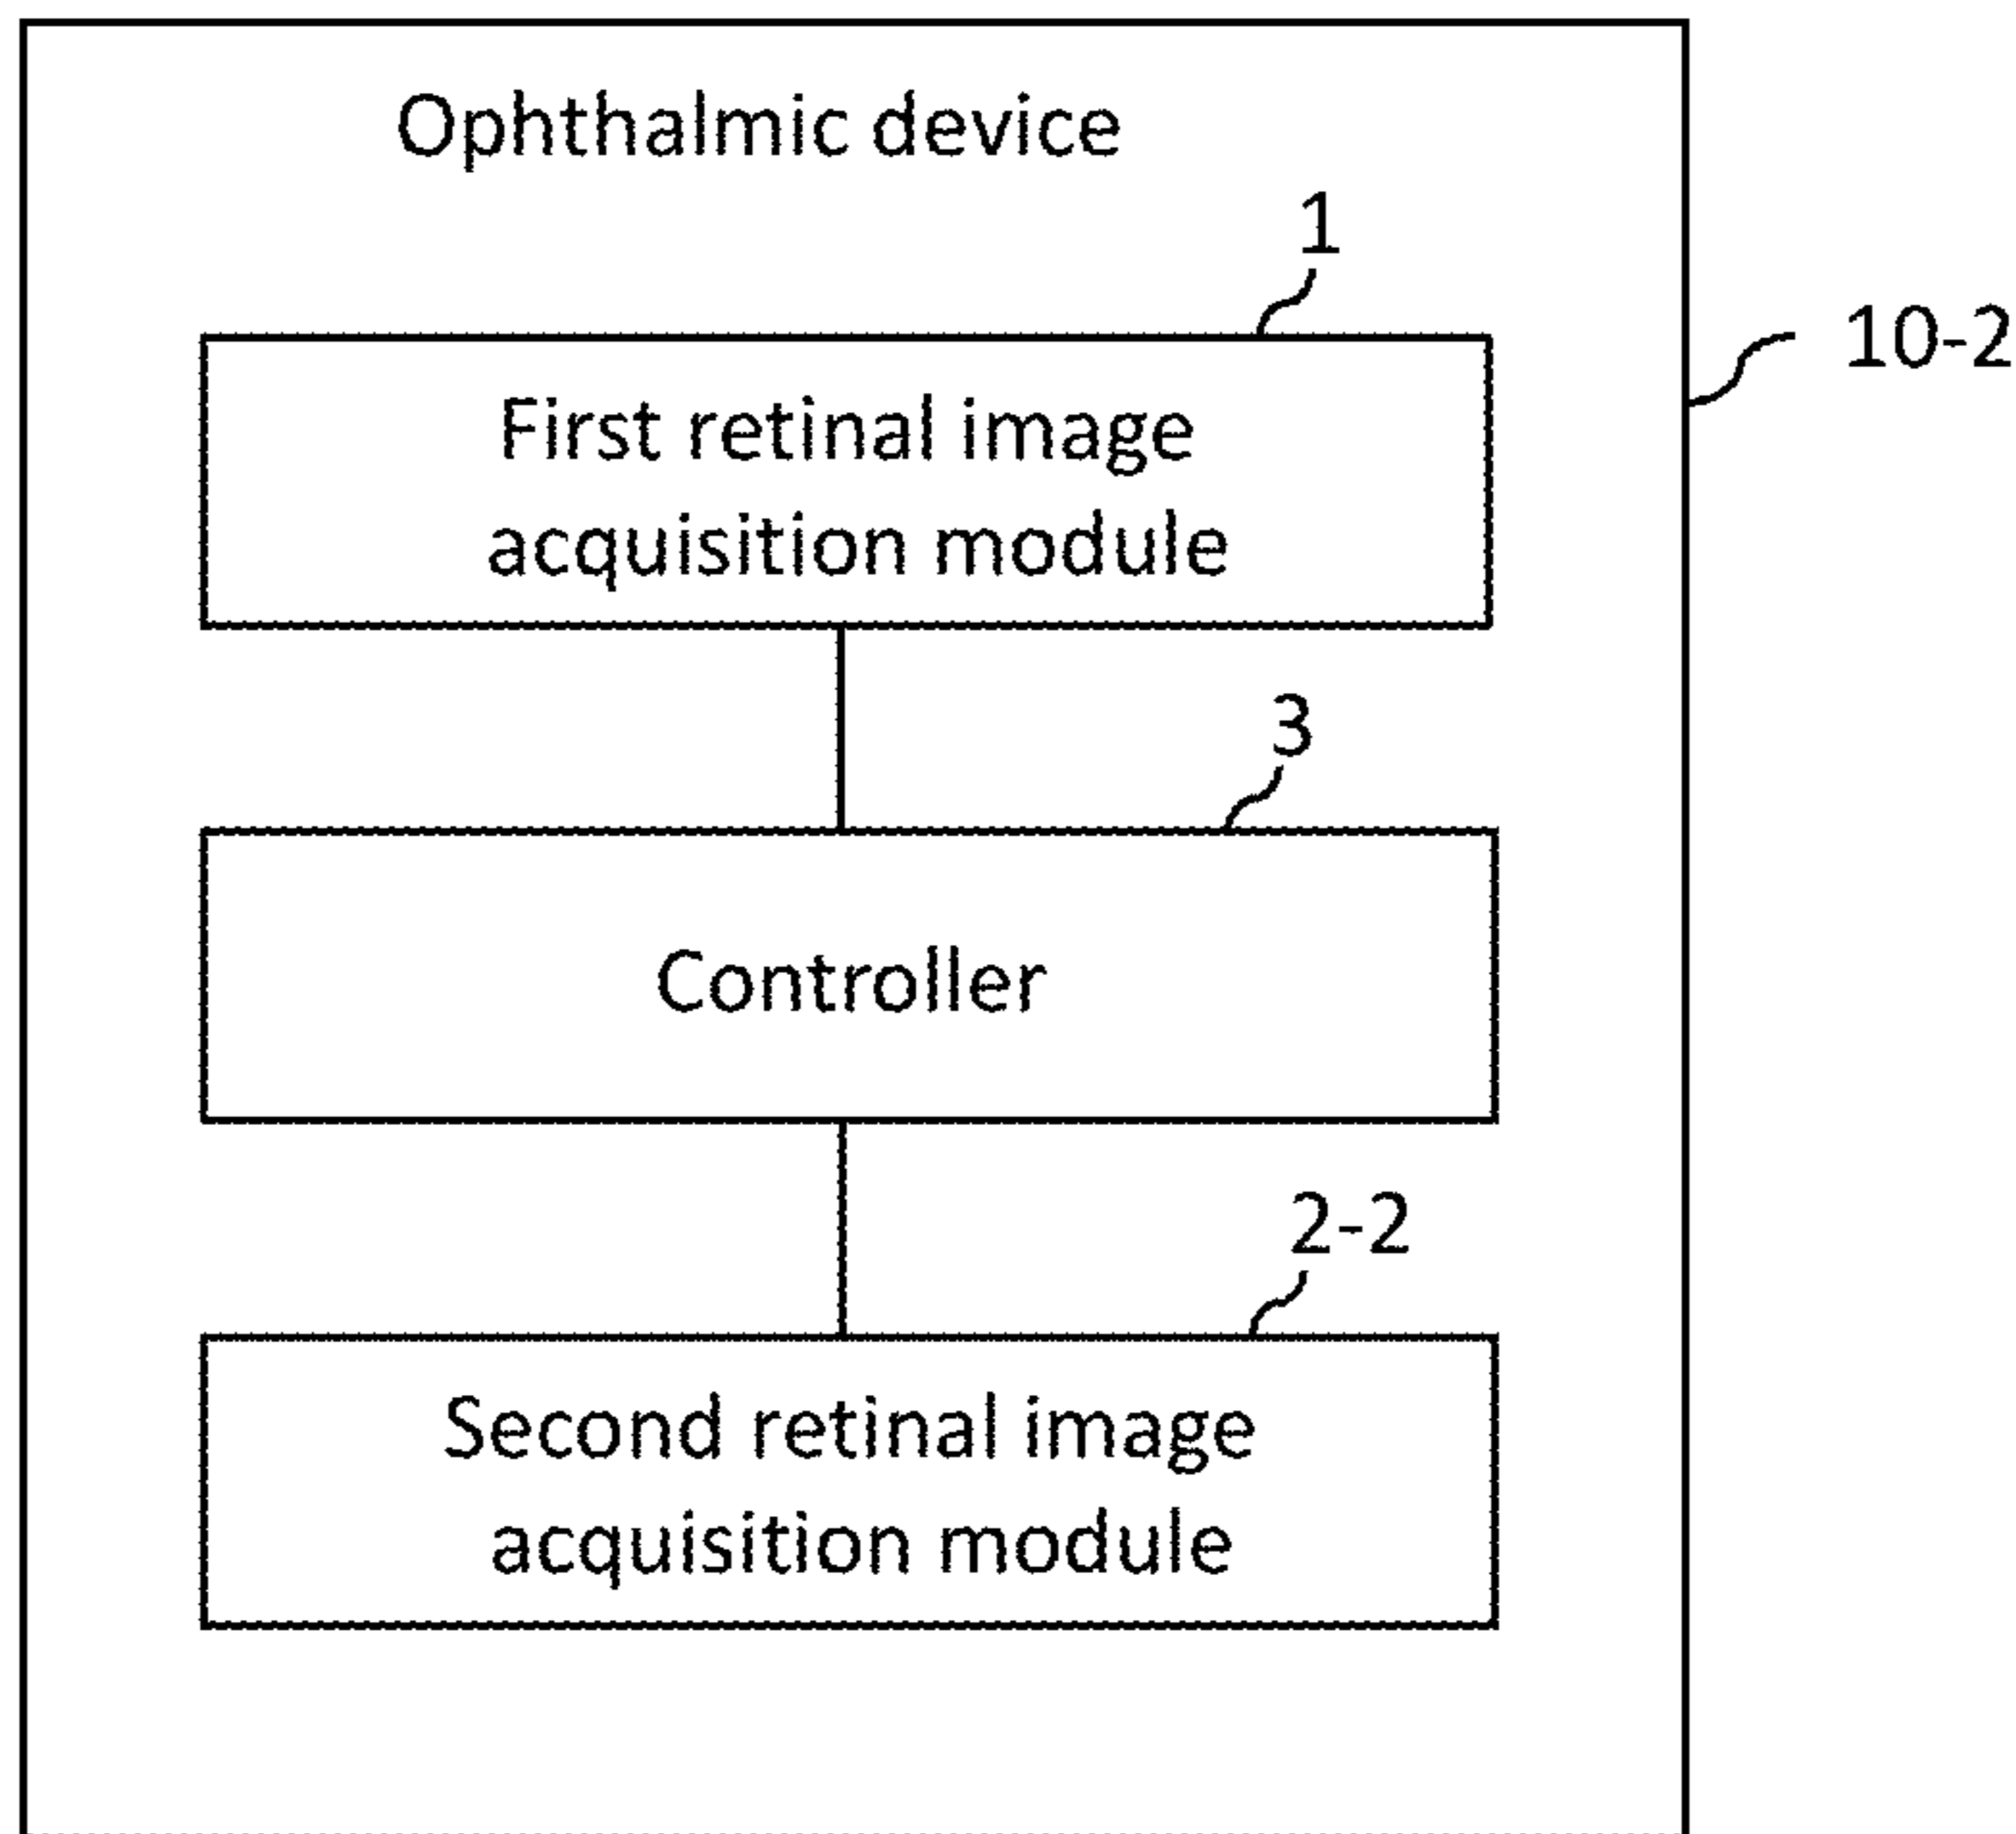 Ophthalmic device
1
10-2
First retinal image
acquisition module
3
Controller
2-2
Second retinal image
acquisition module